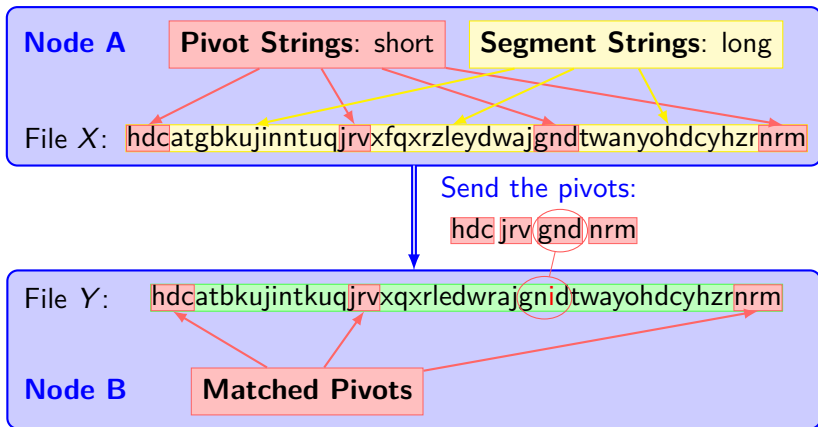 Node A
Pivot Strings: short
Segment Strings: long
File X: hdcatgbkujinntuqjrvxfqxrzleydwajgndtwanyohdcyhzrnrm
Send the pivots:
hdc jrv gnd nrm
File Y: hdcatbkujintkuqjrvxqxrledwrajgnidtwayohdcyhzrnrm
Matched Pivots
Node B